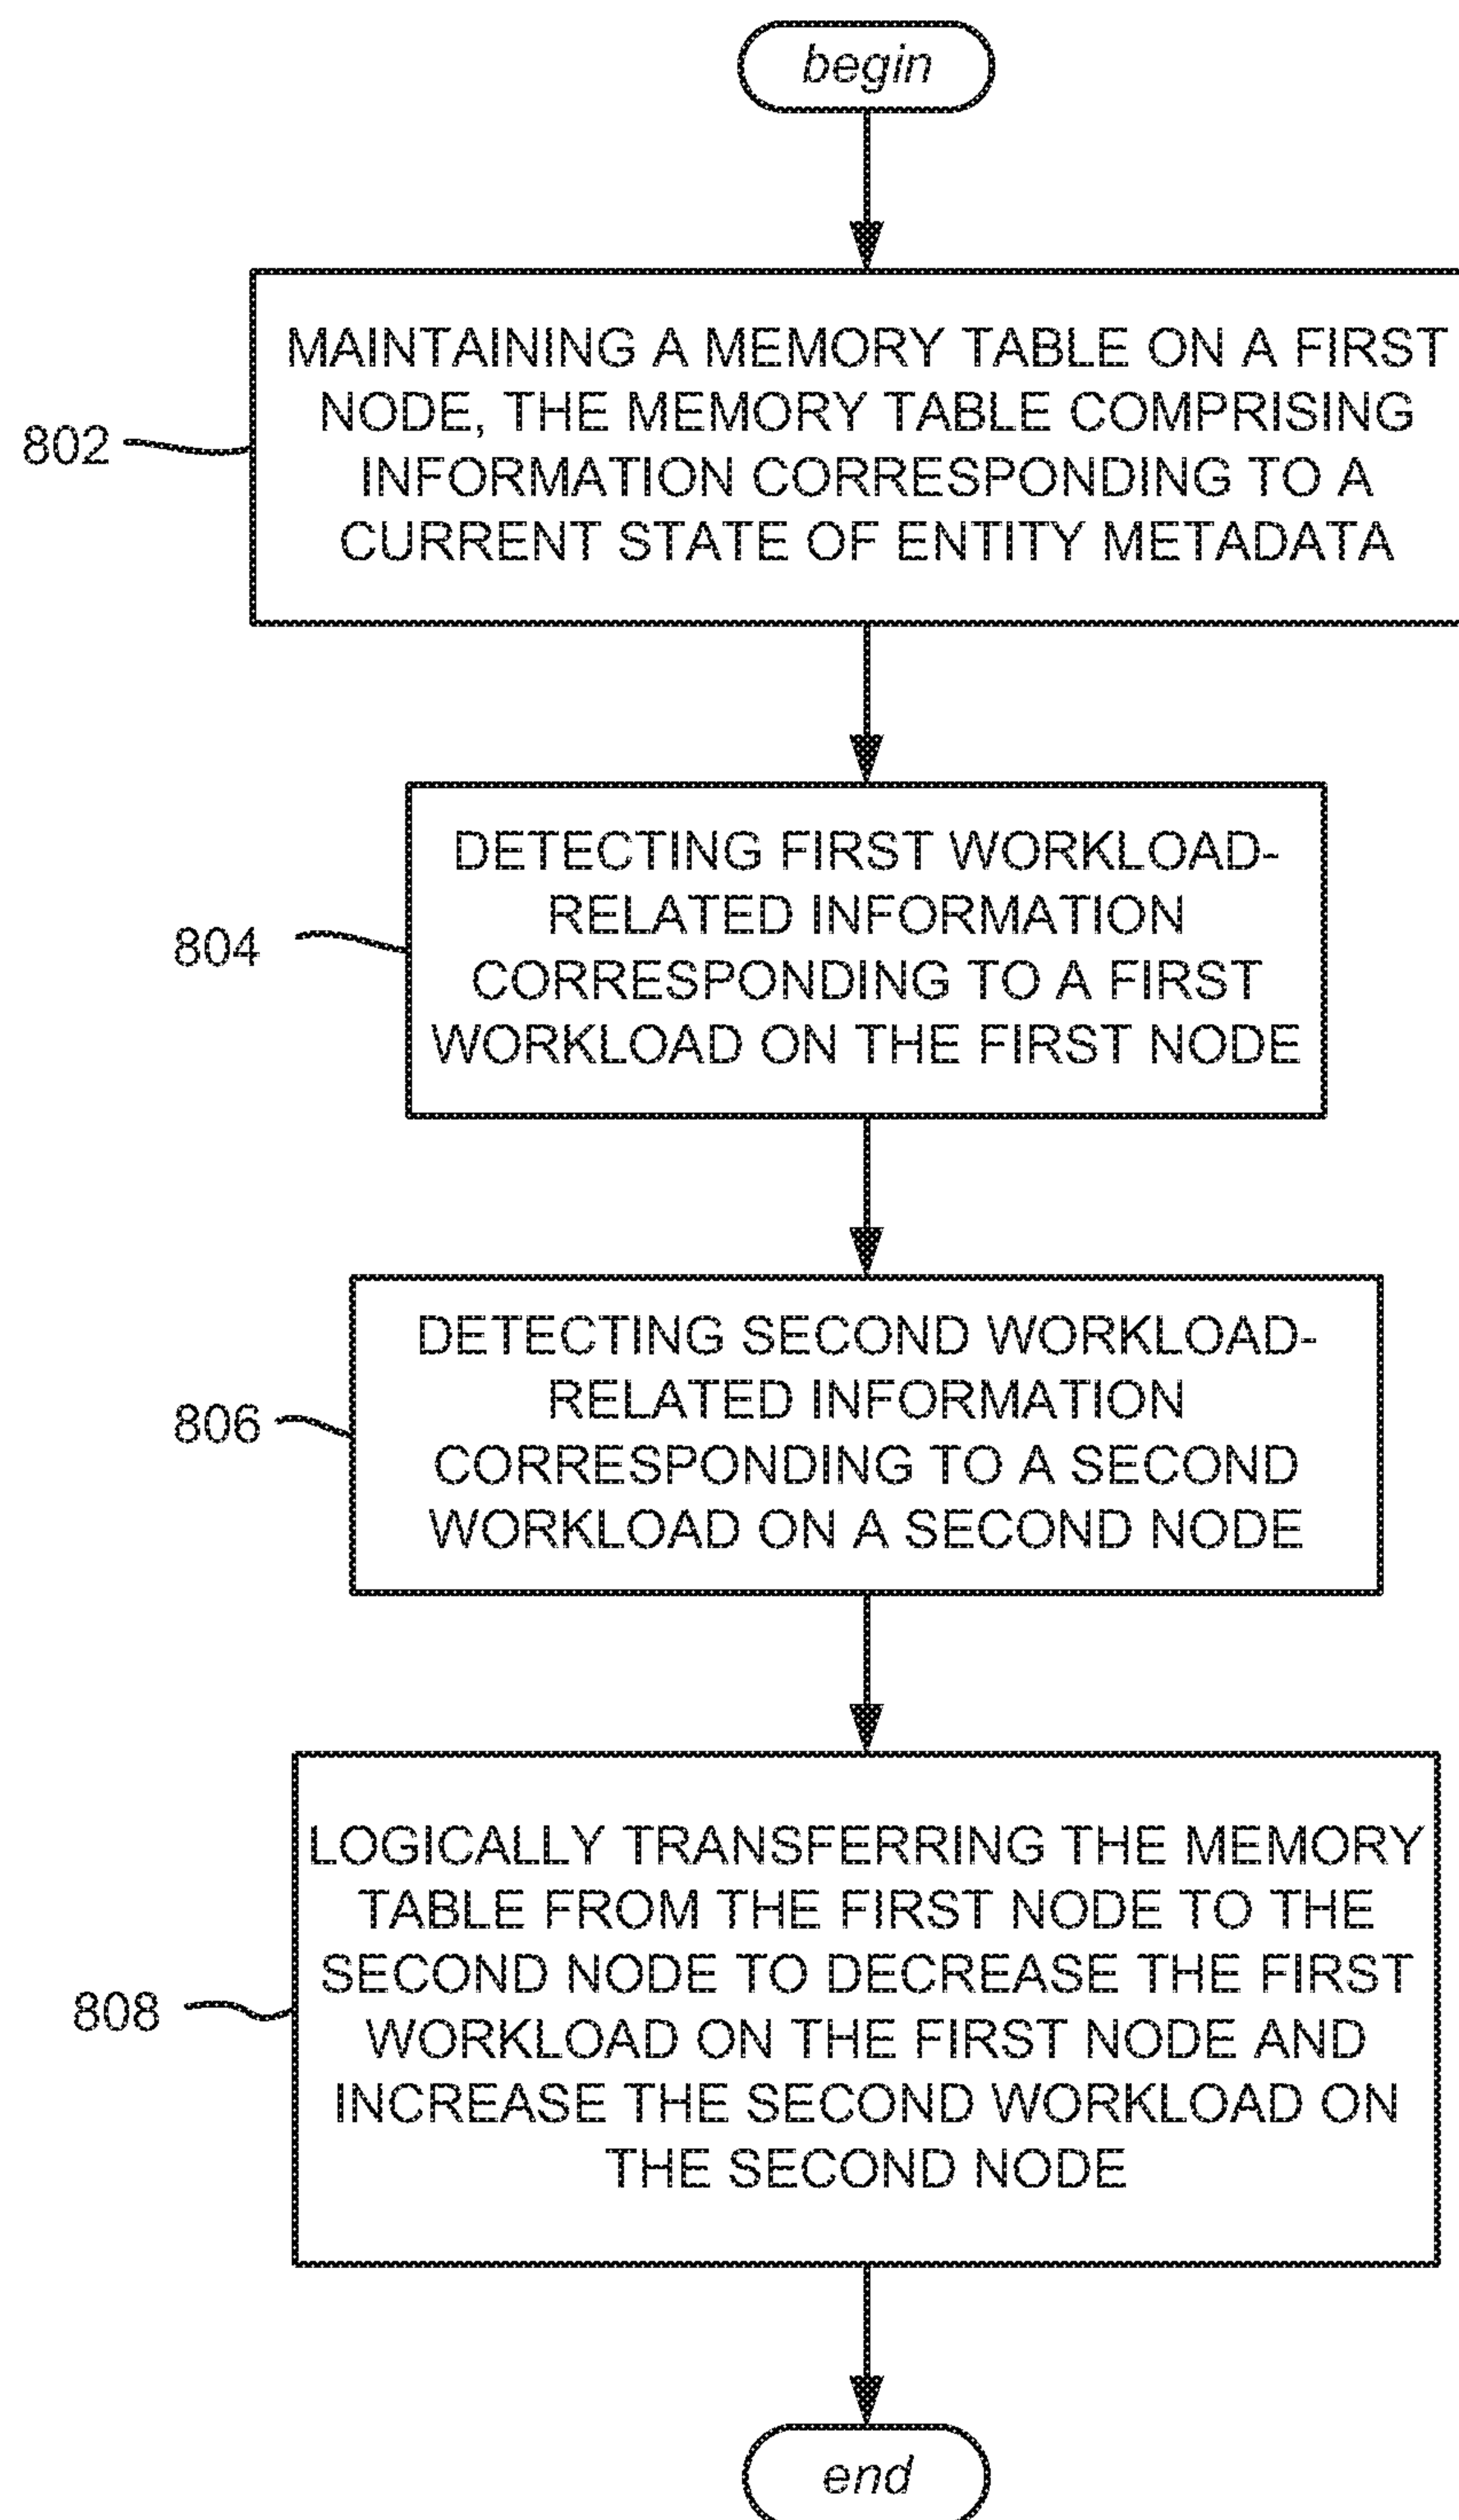 begin
MAINTAINING A MEMORY TABLE ON A FIRST
NODE, THE MEMORY TABLE COMPRISING
INFORMATION CORRESPONDING TO A
CURRENT STATE OF ENTITY METADATA
802
DETECTING FIRST WORKLOAD-
RELATED INFORMATION
CORRESPONDING TO A FIRST
WORKLOAD ON THE FIRST NODE
804
DETECTING SECOND WORKLOAD-
RELATED INFORMATION
CORRESPONDING TO A SECOND
WORKLOAD ON A SECOND NODE
806
LOGICALLY TRANSFERRING THE MEMORY
TABLE FROM THE FIRST NODE TO THE
SECOND NODE TO DECREASE THE FIRST
WORKLOAD ON THE FIRST NODE AND
INCREASE THE SECOND WORKLOAD ON
THE SECOND NODE
808
end